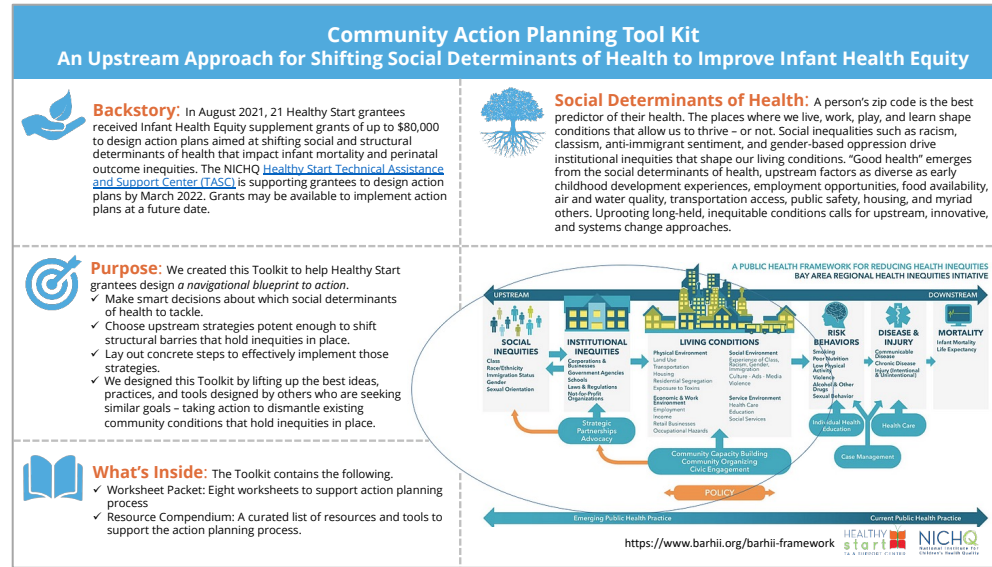 Community Action Planning Tool Kit
An Upstream Approach for Shifting Social Determinants of Health to Improve Infant Health Equity
Backstory: In August 2021, 21 Healthy Start grantees
received Infant Health Equity supplement grants of up to $80,000
to design action plans aimed at shifting social and structural
determinants of health that impact infant mortality and perinatal
outcome inequities. The NICHQ Healthy Start Technical Assistance
and Support Center (TASC) is supporting grantees to design action
plans by March 2022. Grants may be available to implement action
plans at a future date.
Social Determinants of Health: A person's zip code is the best
predictor of their health. The places where we live, work, play, and learn shape
conditions that allow us to thrive – or not. Social inequalities such as racism,
classism, anti-immigrant sentiment, and gender-based oppression drive
institutional inequities that shape our living conditions. "Good health" emerges
from the social determinants of health, upstream factors as diverse as early
childhood development experiences, employment opportunities, food availability,
air and water quality, transportation access, public safety, housing, and myriad
others. Uprooting long-held, inequitable conditions calls for upstream, innovative,
and systems change approaches.
Purpose: We created this Toolkit to help Healthy Start
grantees design a navigational blueprint to action.
✓ Make smart decisions about which social determinants
of health to tackle.
✓ Choose upstream strategies potent enough to shift
structural barries that hold inequities in place.
✓ Lay out concrete steps to effectively implement those
strategies.
✓ We designed this Toolkit by lifting up the best ideas,
practices, and tools designed by others who are seeking
similar goals – taking action to dismantle existing
community conditions that hold inequities in place.
What's Inside: The Toolkit contains the following.
✓ Worksheet Packet: Eight worksheets to support action planning
process
✓ Resource Compendium: A curated list of resources and tools to
support the action planning process.
A PUBLIC HEALTH FRAMEWORK FOR REDUCING HEALTH INEQUITIES
BAY AREA REGIONAL HEALTH INEQUITIES INTIATIVE
UPSTREAM
DOWNSTREAM
SOCIAL
INEQUITIES
Class
Race/Ethnicity
Immigration Status
Gender
Sexual Orientation
INSTITUTIONAL
INEQUITIES
Corporations &
Businesses
Government Agencies
Schools
Laws & Regulations
Not-for-Profit
Organizations
LIVING CONDITIONS
Physical Environment
Land Use
Transportation
Housing
Residential Segregation
Exposure to Toxins
Economic & Work
Environment
Employment
Income
Retail Businesses
Occupational Hazards
Social Environment
Experience of Class,
Racism, Gender,
Immigration
Culture - Ads - Media
Violence
Service Environment
Health Care
Education
Social Services
RISK
BEHAVIORS
Smoking
Poor Nutrition
Low Physical
Activity
Violence
Alcohol & Other
Drugs
Sexual Behavior
DISEASE &
INJURY
Communicable
Disease
Chronic Disease
Injury (Intentional
& Unintentional)
MORTALITY
Infant Mortality
Life Expectancy
Strategic
Partnerships
Advocacy
Community Capacity Building
Community Organizing
Civic Engagement
POLICY
Individual Health
Education
Health Care
Case Management
Emerging Public Health Practice
Current Public Health Practice
https://www.barhii.org/barhii-framework
HEALTHY
start
TA & SUPPORT CENTER
NICHQ
National Institute for
Children's Health Quality